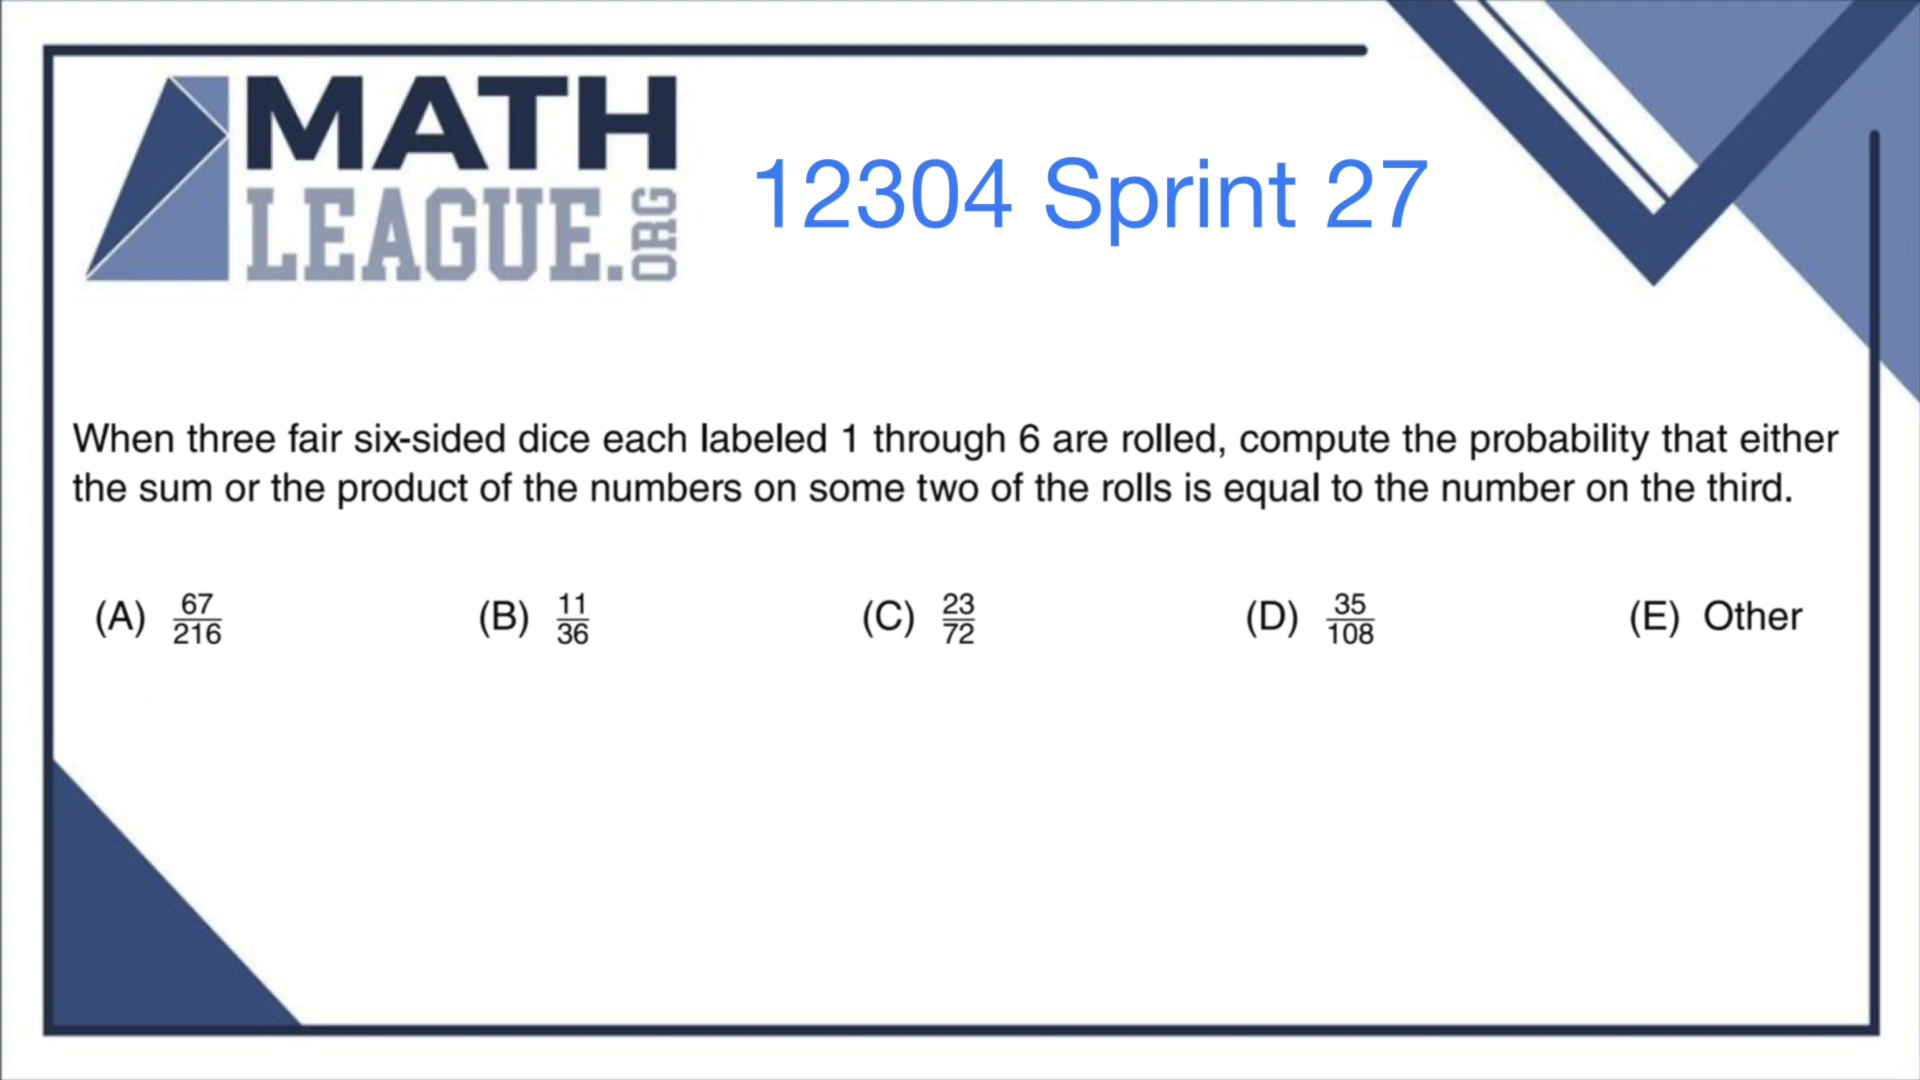 MATH
LEAGUE.ORG
12304 Sprint 27
When three fair six-sided dice each labeled 1 through 6 are rolled, compute the probability that either
the sum or the product of the numbers on some two of the rolls is equal to the number on the third.
(A) 67/216 (B) 11/36 (C) 23/72 (D) 35/108 (E) Other